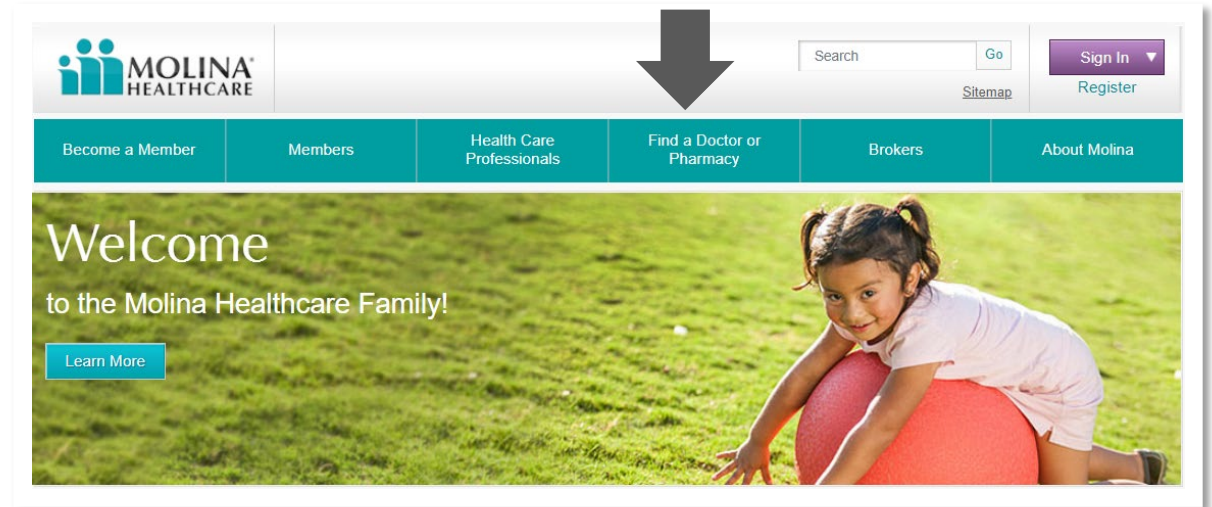 MOLINA®
HEALTHCARE
Search
Go
Sitemap
Sign In
Register
Become a Member
Members
Health Care
Professionals
Find a Doctor or
Pharmacy
Brokers
About Molina
Welcome
to the Molina Healthcare Family!
Learn More